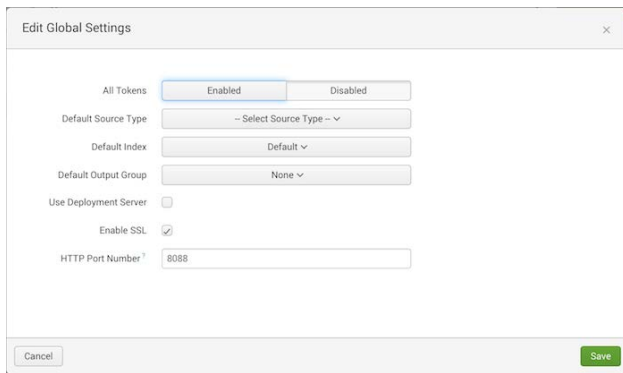 Edit Global Settings ×
All Tokens Enabled Disabled
Default Source Type -- Select Source Type --
Default Index Default
Default Output Group None
Use Deployment Server
Enable SSL
HTTP Port Number ? 8088
Cancel Save